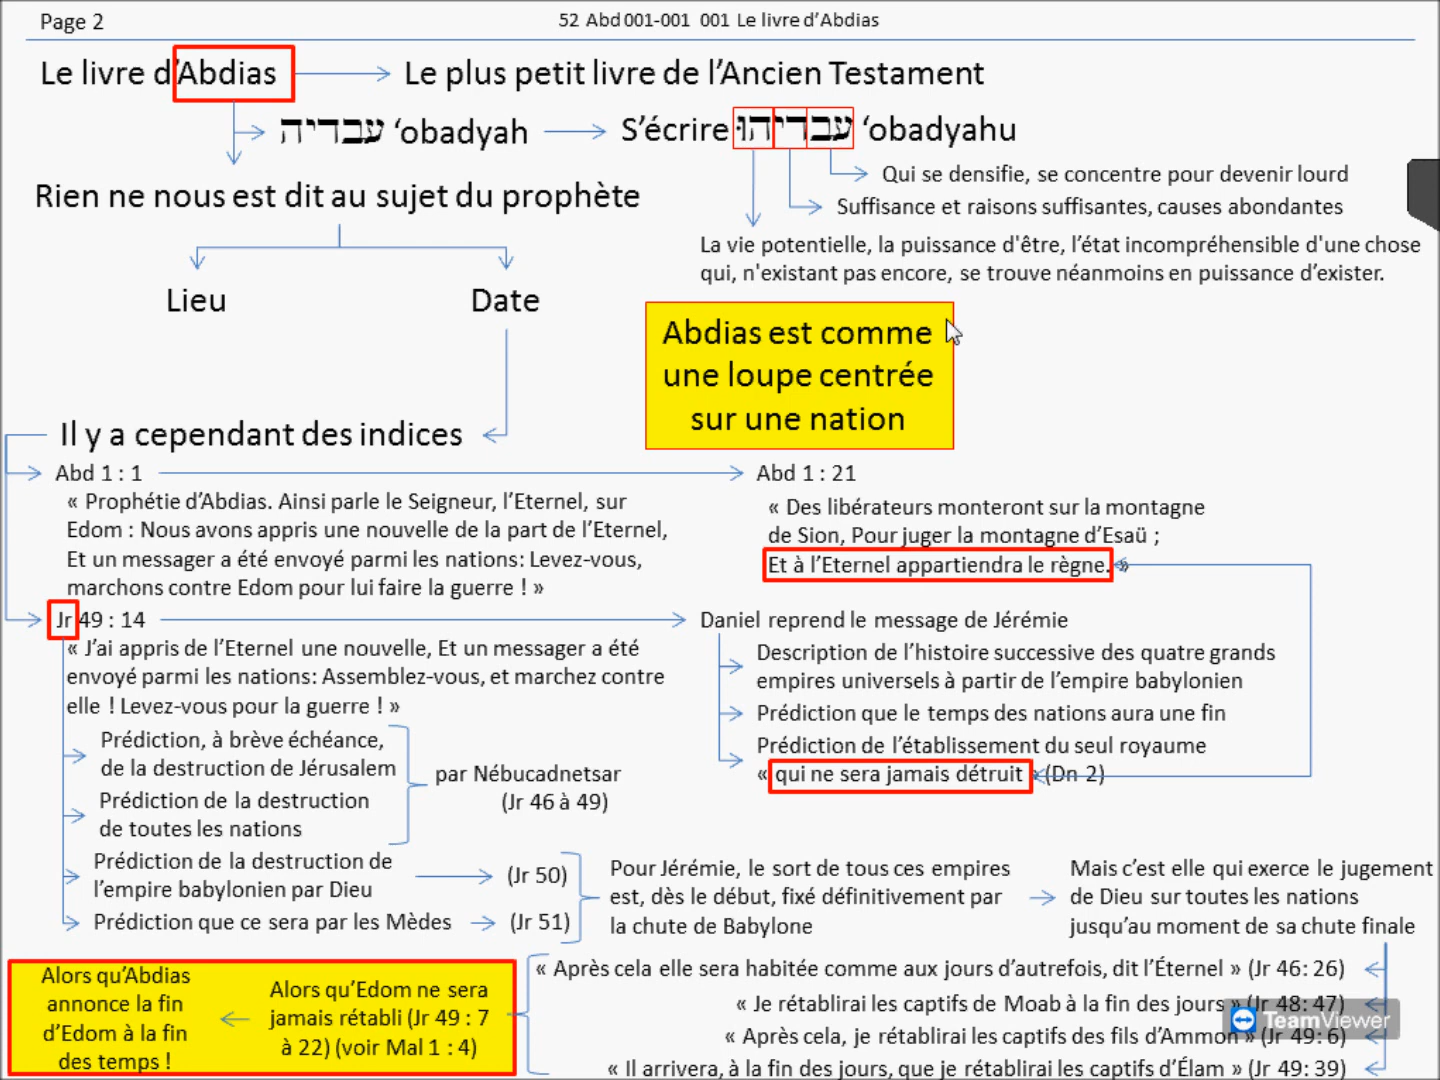 Page 2
52 Abd 001-001 001 Le livre d’Abdias
Le livre d’Abdias
Le plus petit livre de l’Ancien Testament
עבדיה ‘obadyah
S’écrire עבדיהוּ ‘obadyahu
Qui se densifie, se concentre pour devenir lourd
Suffisance et raisons suffisantes, causes abondantes
La vie potentielle, la puissance d'être, l’état incompréhensible d'une chose
qui, n'existant pas encore, se trouve néanmoins en puissance d’exister.
Rien ne nous est dit au sujet du prophète
Lieu
Date
Abdias est comme
une loupe centrée
sur une nation
Il y a cependant des indices
Abd 1 : 1
« Prophétie d’Abdias. Ainsi parle le Seigneur, l’Eternel, sur
Edom : Nous avons appris une nouvelle de la part de l’Eternel,
Et un messager a été envoyé parmi les nations: Levez-vous,
marchons contre Edom pour lui faire la guerre ! »
Abd 1 : 21
« Des libérateurs monteront sur la montagne
de Sion, Pour juger la montagne d’Esaü ;
Et à l’Eternel appartiendra le règne. »
Jr 49 : 14
« J’ai appris de l’Eternel une nouvelle, Et un messager a été
envoyé parmi les nations: Assemblez-vous, et marchez contre
elle ! Levez-vous pour la guerre ! »
Daniel reprend le message de Jérémie
Description de l’histoire successive des quatre grands
empires universels à partir de l’empire babylonien
Prédiction que le temps des nations aura une fin
Prédiction de l’établissement du seul royaume
« qui ne sera jamais détruit » (Dn 2)
Prédiction, à brève échéance,
de la destruction de Jérusalem
Prédiction de la destruction
de toutes les nations
par Nébucadnetsar
(Jr 46 à 49)
Prédiction de la destruction de
l’empire babylonien par Dieu
(Jr 50)
Prédiction que ce sera par les Mèdes
(Jr 51)
Pour Jérémie, le sort de tous ces empires
est, dès le début, fixé définitivement par
la chute de Babylone
Mais c’est elle qui exerce le jugement
de Dieu sur toutes les nations
jusqu’au moment de sa chute finale
« Après cela elle sera habitée comme aux jours d’autrefois, dit l’Éternel » (Jr 46: 26)
« Je rétablirai les captifs de Moab à la fin des jours » (Jr 48: 47)
« Après cela, je rétablirai les captifs des fils d’Ammon » (Jr 49: 6)
« Il arrivera, à la fin des jours, que je rétablirai les captifs d’Élam » (Jr 49: 39)
Alors qu’Edom ne sera
jamais rétabli (Jr 49 : 7
à 22) (voir Mal 1 : 4)
Alors qu’Abdias
annonce la fin
d’Edom à la fin
des temps !
TeamViewer